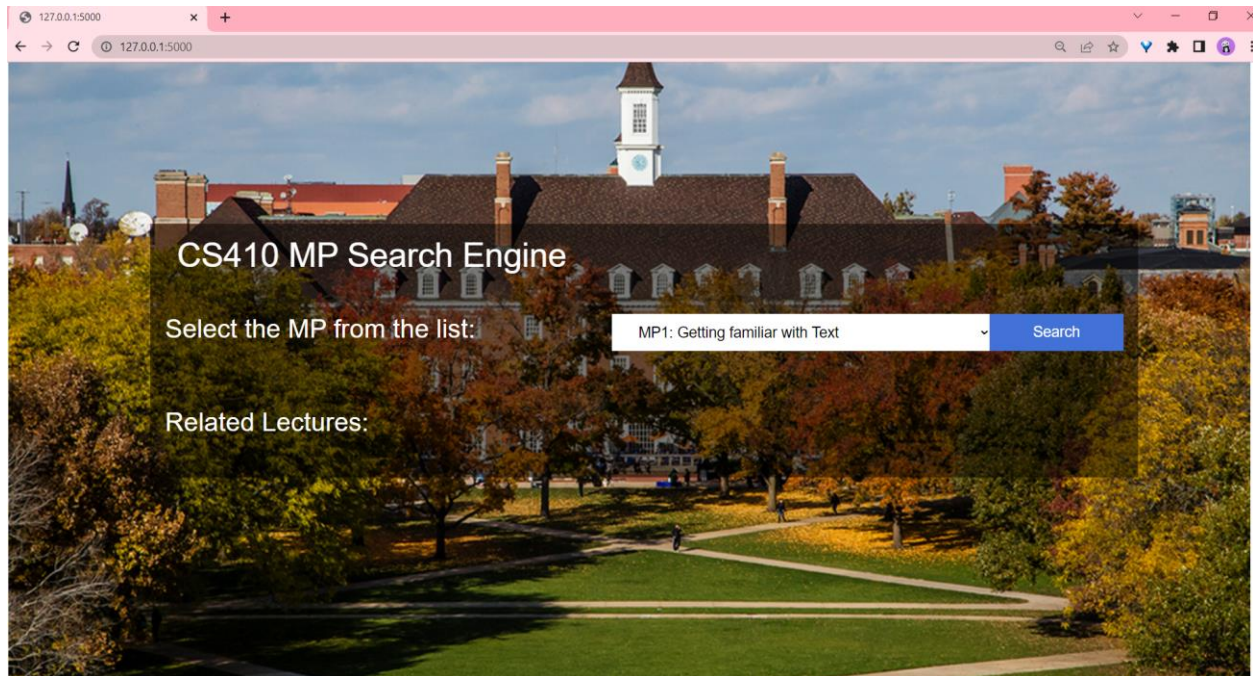 127.0.0.1:5000
127.0.0.1:5000
CS410 MP Search Engine
Select the MP from the list:
MP1: Getting familiar with Text
Search
Related Lectures: